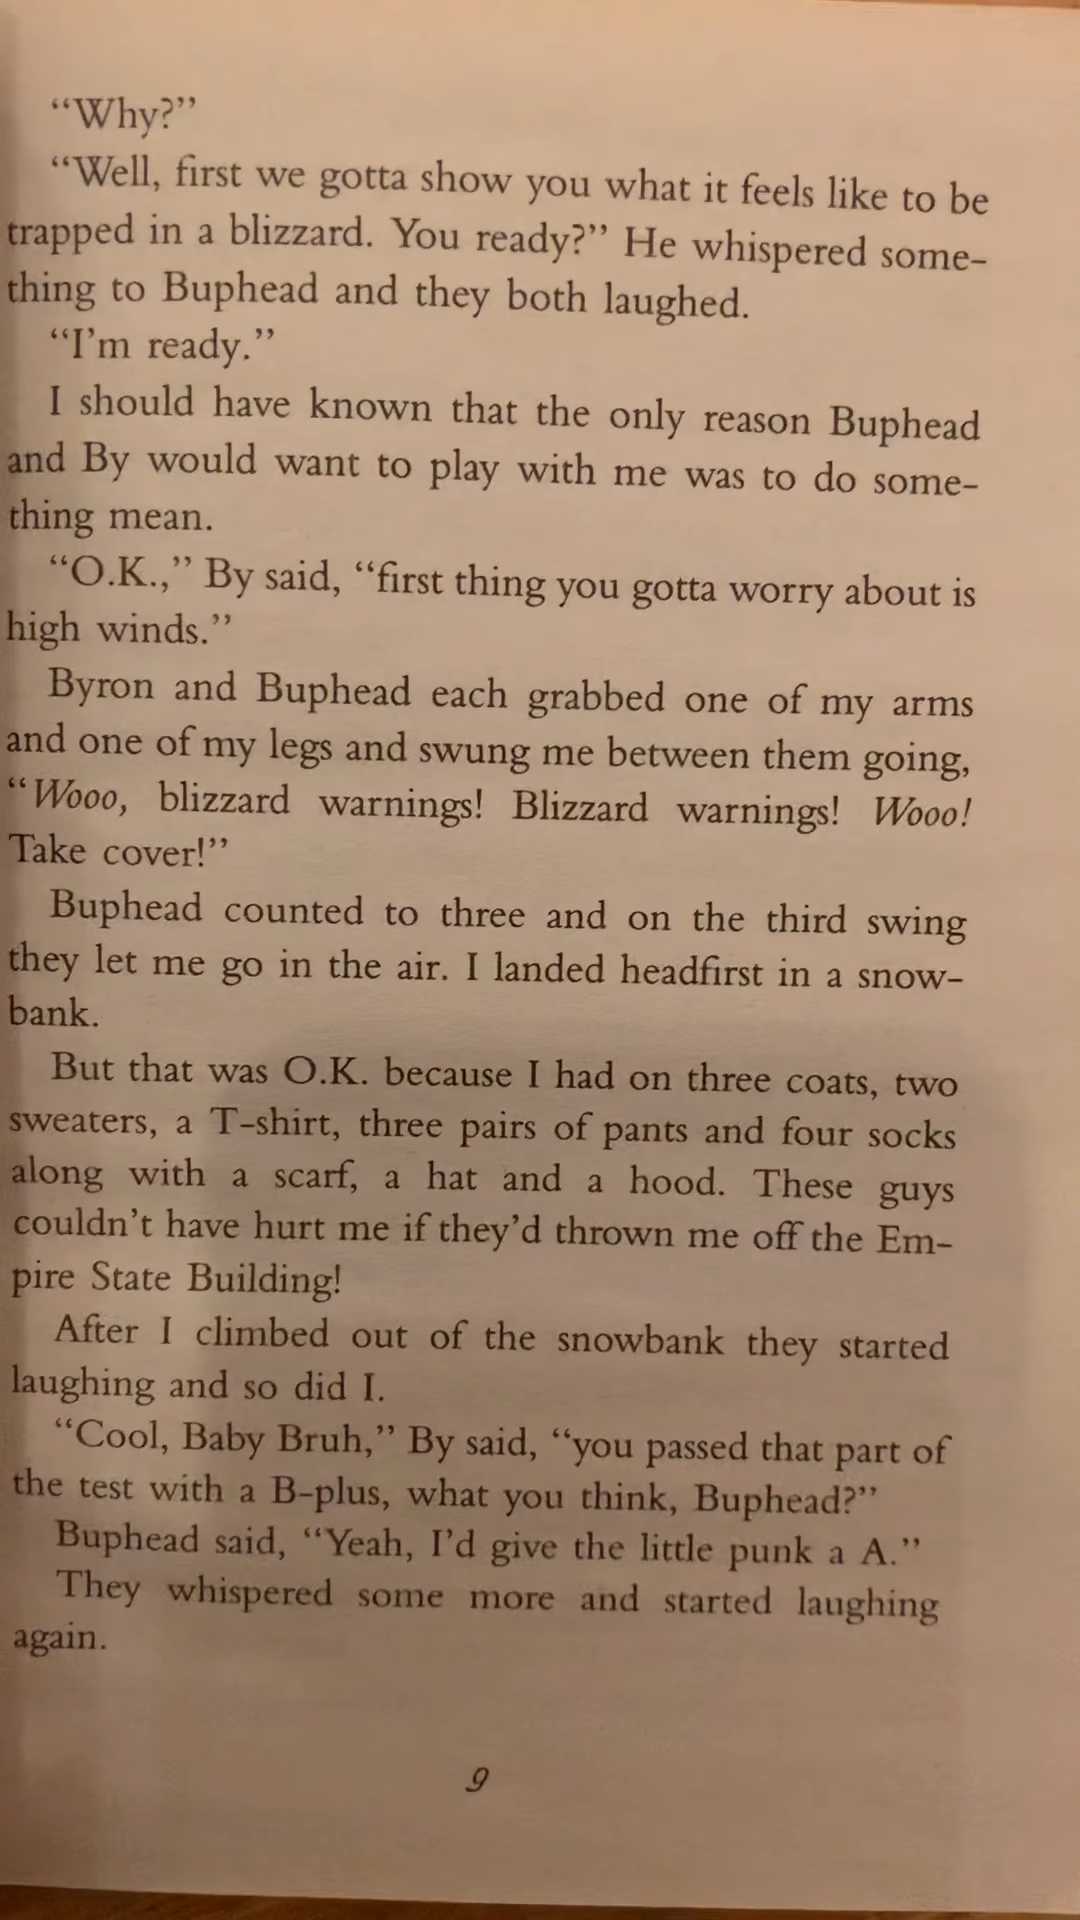 “Why?”
“Well, first we gotta show you what it feels like to be
trapped in a blizzard. You ready?” He whispered some-
thing to Buphead and they both laughed.
“I’m ready.”
I should have known that the only reason Buphead
and By would want to play with me was to do some-
thing mean.
“O.K.,” By said, “first thing you gotta worry about is
high winds.”
Byron and Buphead each grabbed one of my arms
and one of my legs and swung me between them going,
“Wooo, blizzard warnings! Blizzard warnings! Wooo!
Take cover!”
Buphead counted to three and on the third swing
they let me go in the air. I landed headfirst in a snow-
bank.
But that was O.K. because I had on three coats, two
sweaters, a T-shirt, three pairs of pants and four socks
along with a scarf, a hat and a hood. These guys
couldn’t have hurt me if they’d thrown me off the Em-
pire State Building!
After I climbed out of the snowbank they started
laughing and so did I.
“Cool, Baby Bruh,” By said, “you passed that part of
the test with a B-plus, what you think, Buphead?”
Buphead said, “Yeah, I’d give the little punk a A.”
They whispered some more and started laughing
again.
9